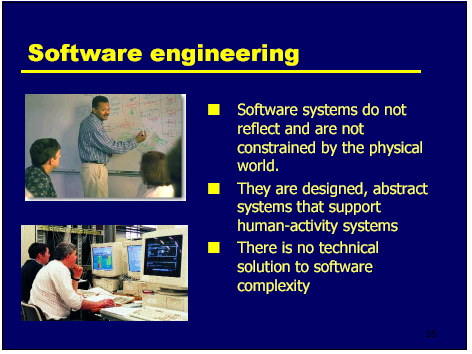 Software engineering
Software systems do not
reflect and are not
constrained by the physical
world.
They are designed, abstract
systems that support
human-activity systems
There is no technical
solution to software
complexity